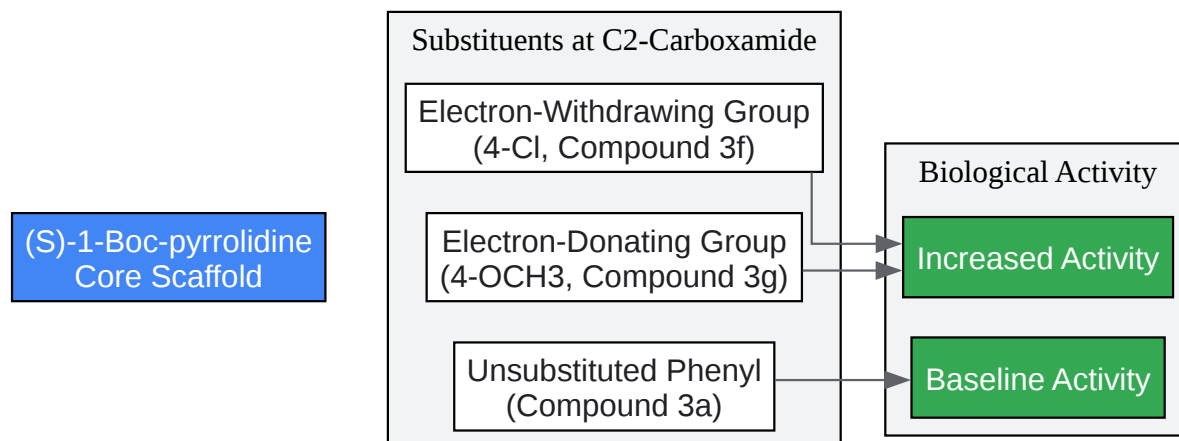 (S)-1-Boc-pyrrolidine
Core Scaffold
Substituents at C2-Carboxamide
Electron-Withdrawing Group
(4-Cl, Compound 3f)
Electron-Donating Group
(4-OCH3, Compound 3g)
Unsubstituted Phenyl
(Compound 3a)
Biological Activity
Increased Activity
Baseline Activity